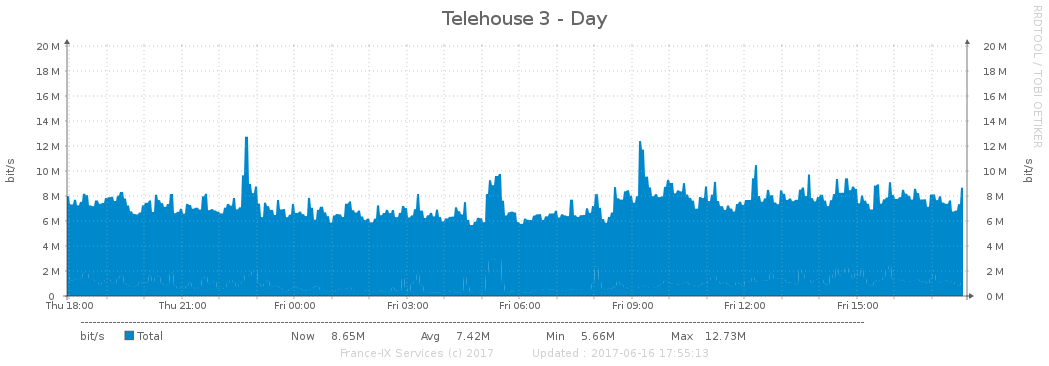 Telehouse 3 - Day
RRDTOOL / TOBI OETIKER
20 M 20 M
18 M 18 M
16 M 16 M
14 M 14 M
12 M 12 M
10 M 10 M
8 M 8 M
6 M 6 M
4 M 4 M
2 M 2 M
0 0 M
bit/s bit/s
Thu 18:00 Thu 21:00 Fri 00:00 Fri 03:00 Fri 06:00 Fri 09:00 Fri 12:00 Fri 15:00
bit/s Total Now 8.65M Avg 7.42M Min 5.66M Max 12.73M
France-IX Services (c) 2017 Updated : 2017-06-16 17:55:13